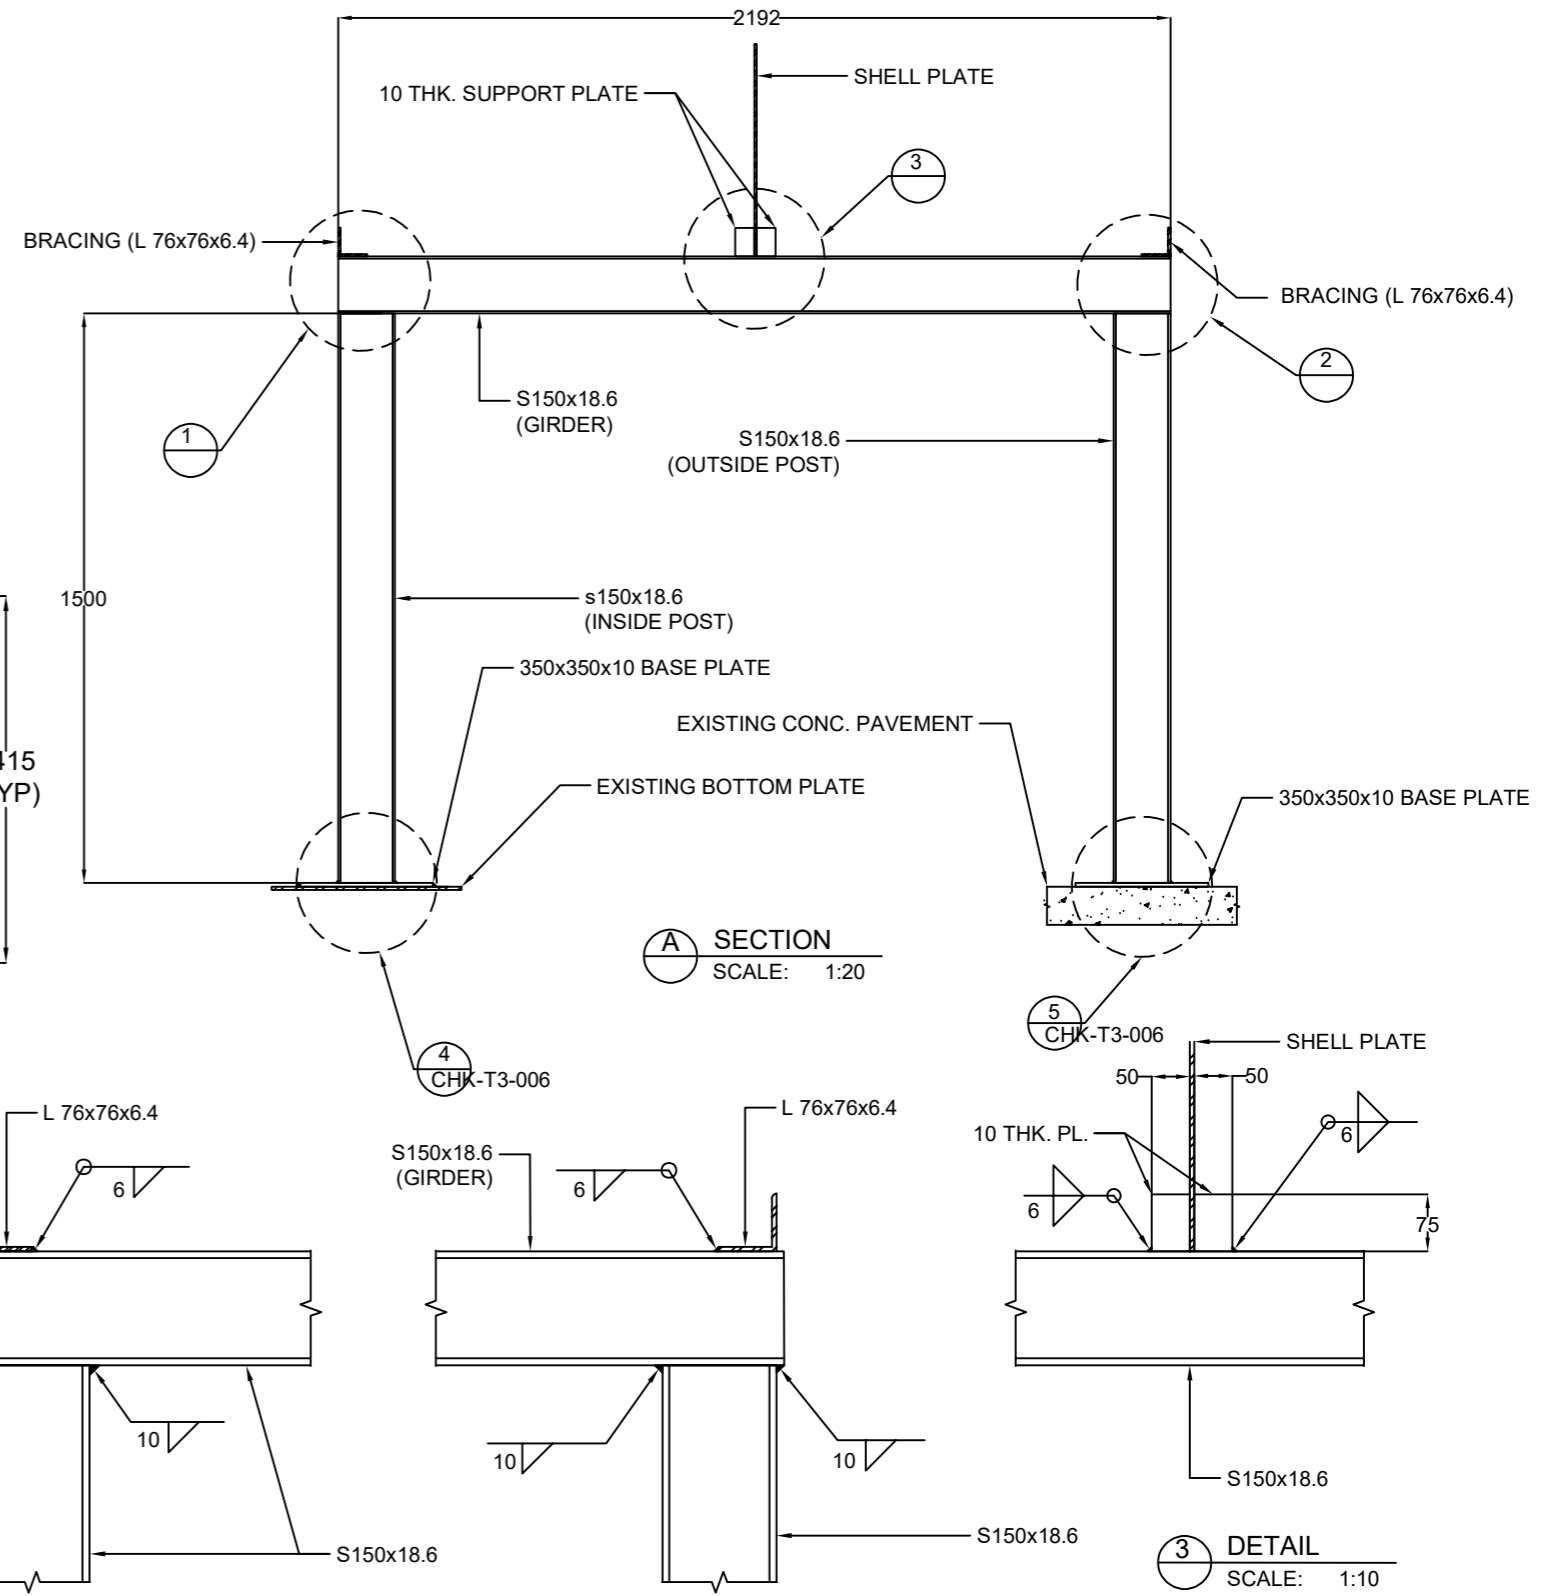 2192
SHELL PLATE
10 THK. SUPPORT PLATE
3
BRACING (L 76x76x6.4)
BRACING (L 76x76x6.4)
2
S150x18.6
(GIRDER)
1
S150x18.6
(OUTSIDE POST)
1500
s150x18.6
(INSIDE POST)
350x350x10 BASE PLATE
EXISTING CONC. PAVEMENT
EXISTING BOTTOM PLATE
350x350x10 BASE PLATE
A SECTION
SCALE: 1:20
4
CHK-T3-006
5
CHK-T3-006
L 76x76x6.4
6
10
S150x18.6
S150x18.6
(GIRDER)
6
L 76x76x6.4
10
10
S150x18.6
SHELL PLATE
50
50
10 THK. PL.
6
6
75
S150x18.6
3 DETAIL
SCALE: 1:10